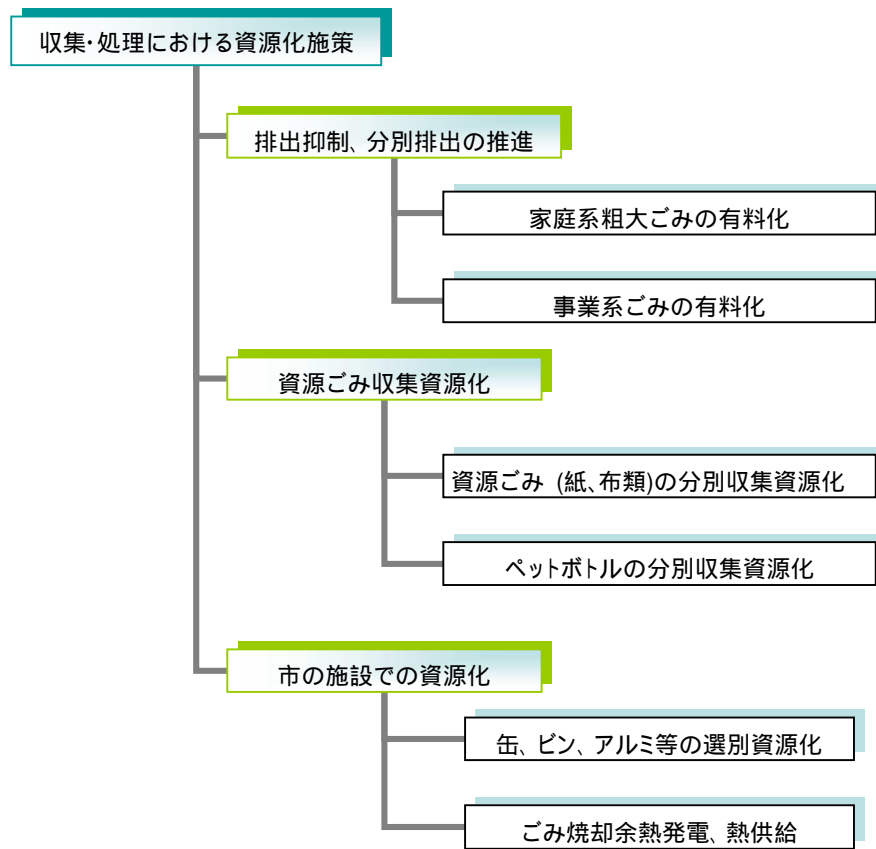 収集・処理における資源化施策
排出抑制、分別排出の推進
家庭系粗大ごみの有料化
事業系ごみの有料化
資源ごみ収集資源化
資源ごみ (紙、布類)の分別収集資源化
ペットボトルの分別収集資源化
市の施設での資源化
缶、ビン、アルミ等の選別資源化
ごみ焼却余熱発電、熱供給